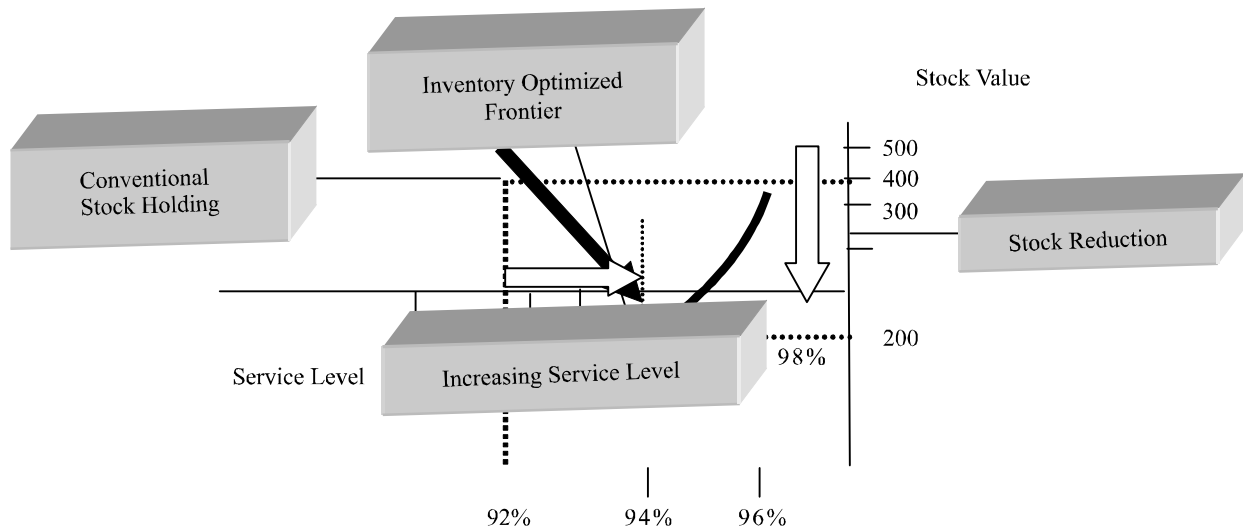 Inventory Optimized
Frontier
Stock Value
Conventional
Stock Holding
500
400
300
Stock Reduction
200
98%
Service Level
Increasing Service Level
92%
94%
96%